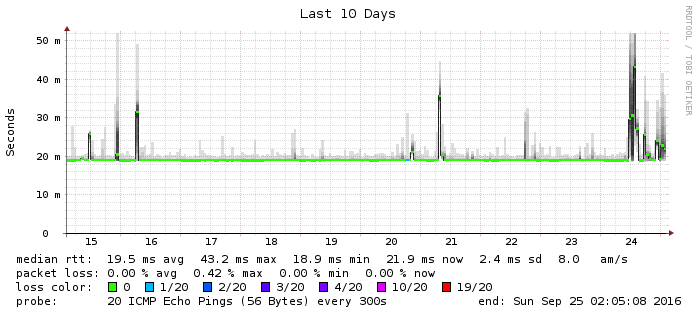 Last 10 Days
RRDTOOL / TOBI OETIKER
Seconds
50 m
40 m
30 m
20 m
10 m
0
15 16 17 18 19 20 21 22 23 24
median rtt: 19.5 ms avg 43.2 ms max 18.9 ms min 21.9 ms now 2.4 ms sd 8.0 am/s
packet loss: 0.00 % avg 0.42 % max 0.00 % min 0.00 % now
loss color: 0 1/20 2/20 3/20 4/20 10/20 19/20
probe: 20 ICMP Echo Pings (56 Bytes) every 300s end: Sun Sep 25 02:05:08 2016